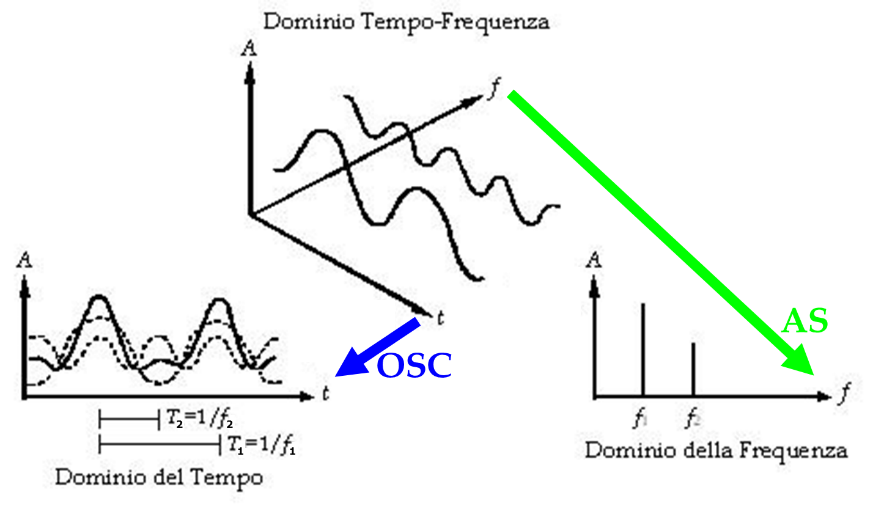 Dominio Tempo-Frequenza
A
f
t
OSC
AS
A
t
T₂=1/f₂
T₁=1/f₁
Dominio del Tempo
A
f
f₁ f₂
Dominio della Frequenza